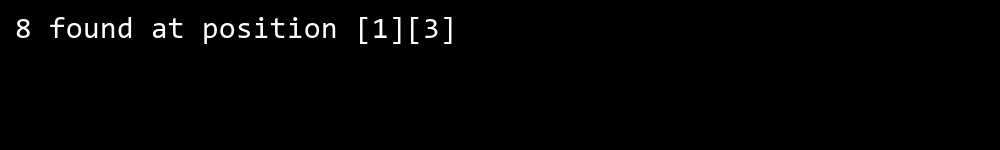 8 found at position [1][3]